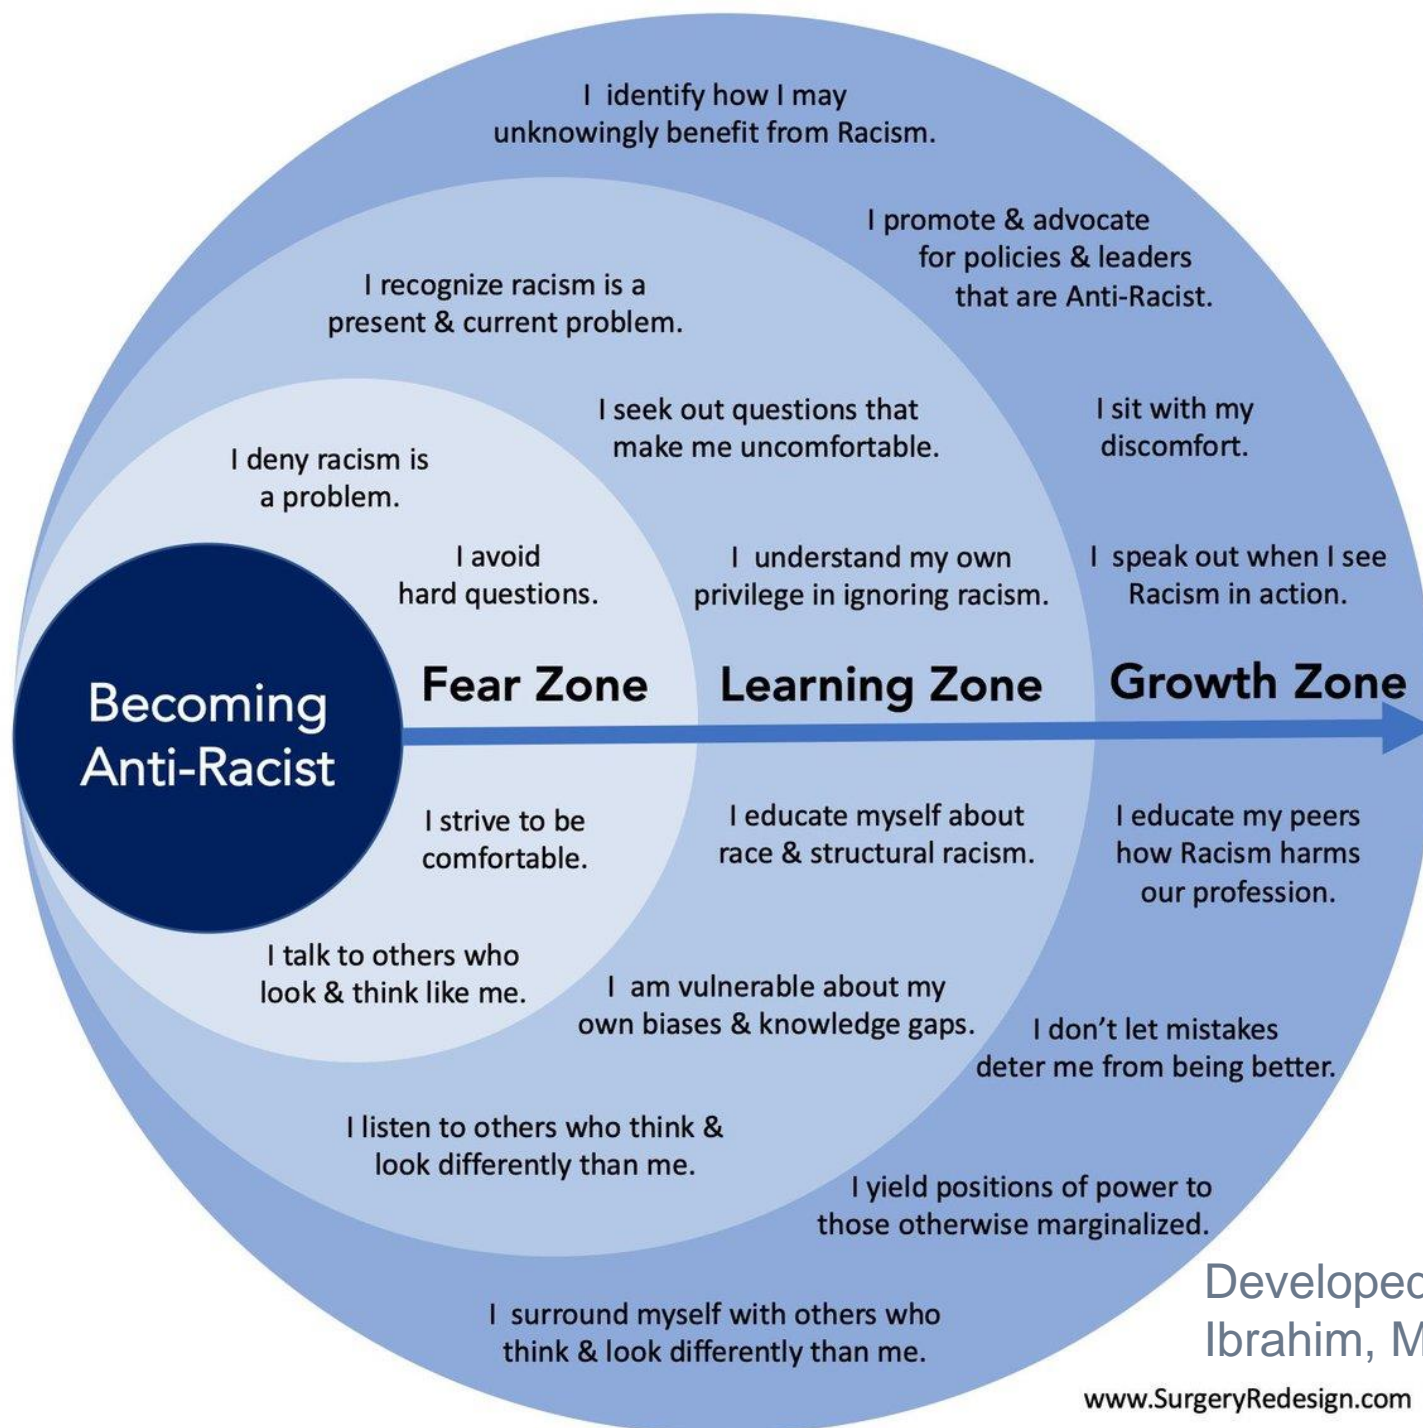 I identify how I may
unknowingly benefit from Racism.
I promote & advocate
for policies & leaders
that are Anti-Racist.
I recognize racism is a
present & current problem.
I seek out questions that
make me uncomfortable.
I sit with my
discomfort.
I deny racism is
a problem.
I avoid
hard questions.
I understand my own
privilege in ignoring racism.
I speak out when I see
Racism in action.
Becoming
Anti-Racist
Fear Zone
Learning Zone
Growth Zone
I strive to be
comfortable.
I educate myself about
race & structural racism.
I educate my peers
how Racism harms
our profession.
I talk to others who
look & think like me.
I am vulnerable about my
own biases & knowledge gaps.
I don't let mistakes
deter me from being better.
I listen to others who think &
look differently than me.
I yield positions of power to
those otherwise marginalized.
I surround myself with others who
think & look differently than me.
Developed
Ibrahim, M
www.SurgeryRedesign.com